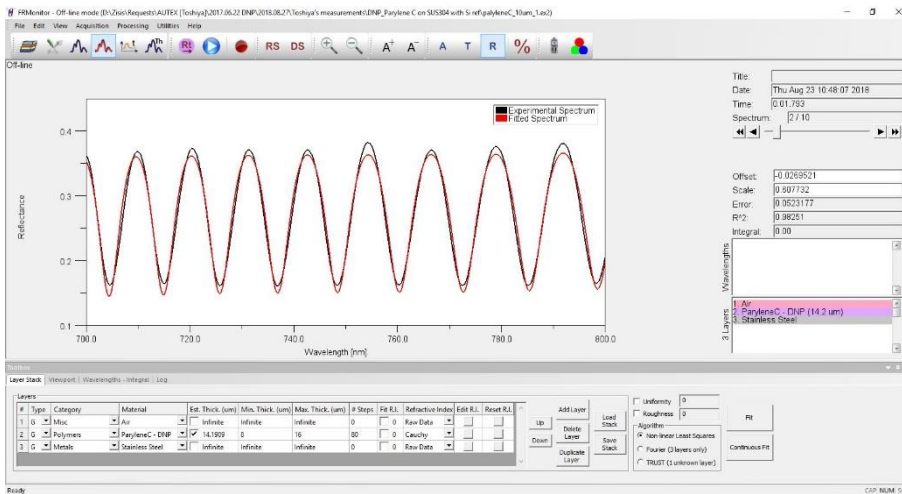 FRMonitor - Off-line mode (D:\Zisis\Requests\AUTEX [Toshiya]\2017.06.22 DNP\2018.08.27\Toshiya's measurements\DNP_Parylene C on SUS304 with Si ref\palyleneC_10um_1.ex2)
File Edit View Acquisition Processing Utilities Help
Rt RS DS A+ A- A T R %
Off-line
Title:
Date: Thu Aug 23 10:48:07 2018
Time: 0:01.793
Spectrum: 2 / 10
Experimental Spectrum
Fitted Spectrum
0.4
0.3
0.2
0.1
Reflectance
700.0 720.0 740.0 760.0 780.0 800.0
Wavelength [nm]
Offset: -0.0269521
Scale: 0.607732
Error: 0.0523177
R^2: 0.98261
Integral: 0.00
Wavelengths
3 Layers
1. Air
2. ParyleneC - DNP (14.2 um)
3. Stainless Steel
Toolbox
Layer Stack Viewport Wavelengths - Integral Log
Layers
# Type Category Material Est. Thick. (um) Min. Thick. (um) Max. Thick. (um) # Steps Fit R.I. Refractive Index Edit R.I. Reset R.I.
1 G Misc Air Infinite Infinite Infinite 0 0 Raw Data
2 G Polymers ParyleneC - DNP 14.1909 8 16 80 0 Cauchy
3 G Metals Stainless Steel Infinite Infinite Infinite 0 0 Raw Data
Up
Down
Add Layer
Delete Layer
Duplicate Layer
Load Stack
Save Stack
Uniformity 0
Roughness 0
Algorithm
Non-linear Least Squares
Fourier (3 layers only)
TRUST (1 unknown layer)
Fit
Continuous Fit
Ready
CAP NUM